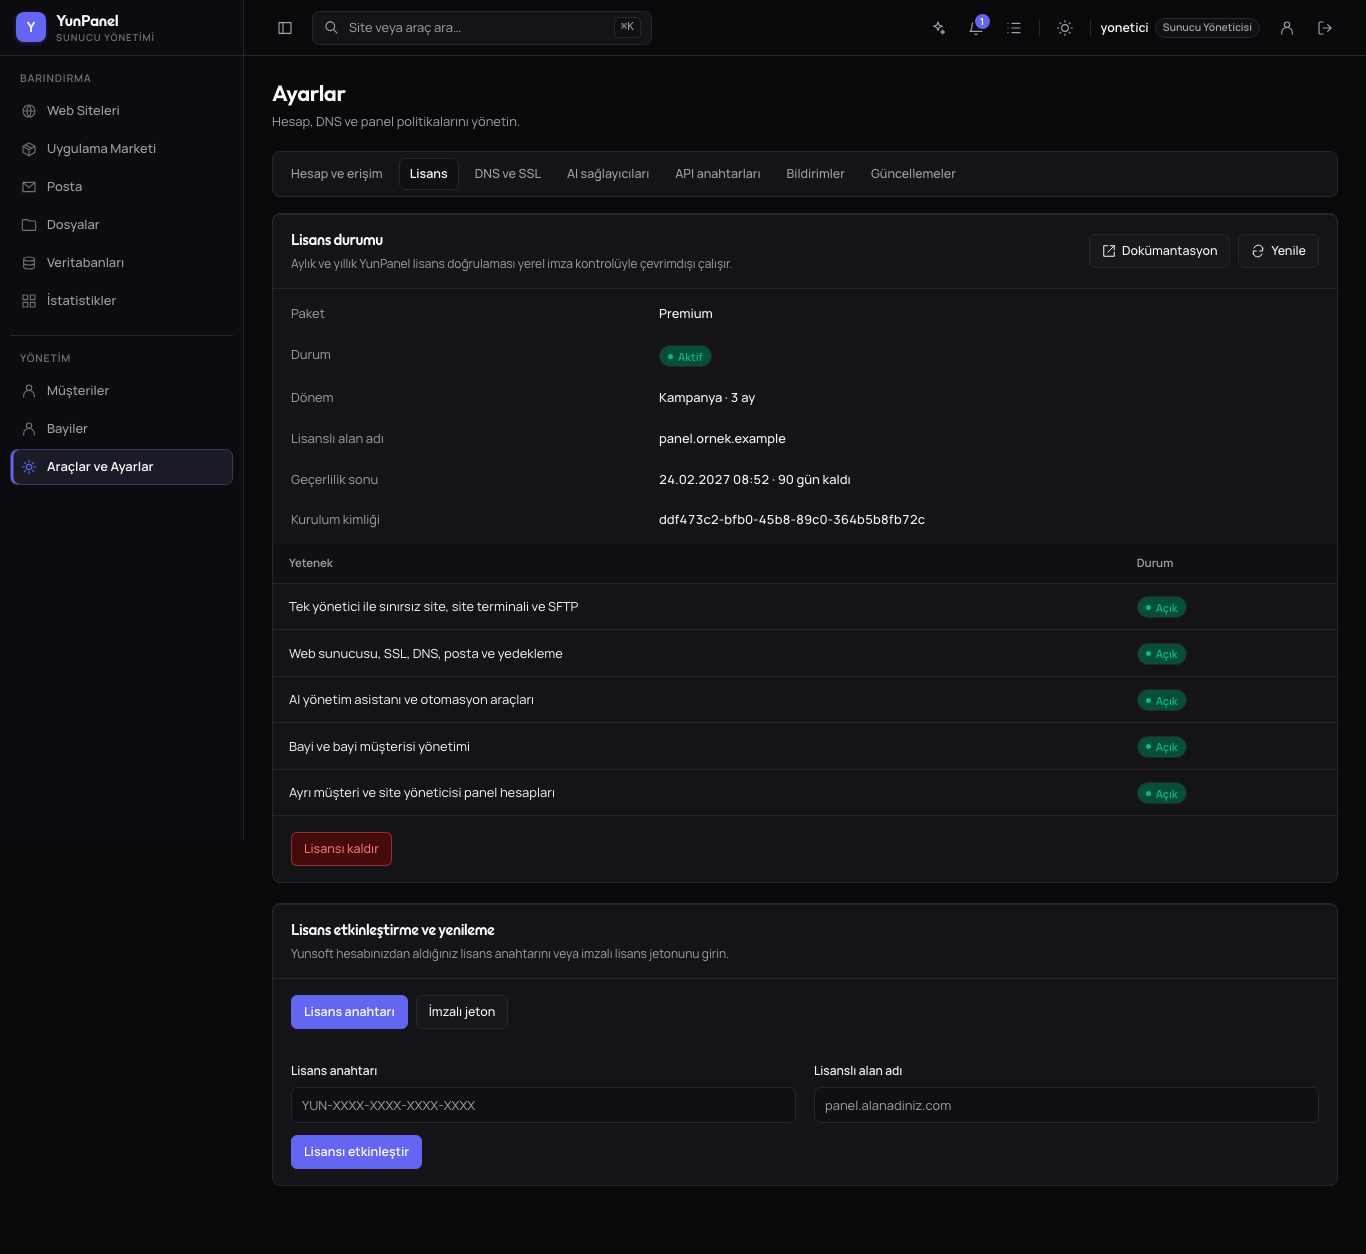 Y
YunPanel
SUNUCU YÖNETİMİ
Site veya araç ara...
⌘K
1
yonetici
Sunucu Yöneticisi
BARINDIRMA
Web Siteleri
Uygulama Marketi
Posta
Dosyalar
Veritabanları
İstatistikler
YÖNETİM
Müşteriler
Bayiler
Araçlar ve Ayarlar
Ayarlar
Hesap, DNS ve panel politikalarını yönetin.
Hesap ve erişim
Lisans
DNS ve SSL
AI sağlayıcıları
API anahtarları
Bildirimler
Güncellemeler
Lisans durumu
Aylık ve yıllık YunPanel lisans doğrulaması yerel imza kontrolüyle çevrimdışı çalışır.
Dokümantasyon
Yenile
Paket
Premium
Durum
Aktif
Dönem
Kampanya · 3 ay
Lisanslı alan adı
panel.ornek.example
Geçerlilik sonu
24.02.2027 08:52 · 90 gün kaldı
Kurulum kimliği
ddf473c2-bfb0-45b8-89c0-364b5b8fb72c
Yetenek
Durum
Tek yönetici ile sınırsız site, site terminali ve SFTP
Açık
Web sunucusu, SSL, DNS, posta ve yedekleme
Açık
AI yönetim asistanı ve otomasyon araçları
Açık
Bayi ve bayi müşterisi yönetimi
Açık
Ayrı müşteri ve site yöneticisi panel hesapları
Açık
Lisansı kaldır
Lisans etkinleştirme ve yenileme
Yunsoft hesabınızdan aldığınız lisans anahtarını veya imzalı lisans jetonunu girin.
Lisans anahtarı
İmzalı jeton
Lisans anahtarı
Lisanslı alan adı
YUN-XXXX-XXXX-XXXX-XXXX
panel.alanadiniz.com
Lisansı etkinleştir